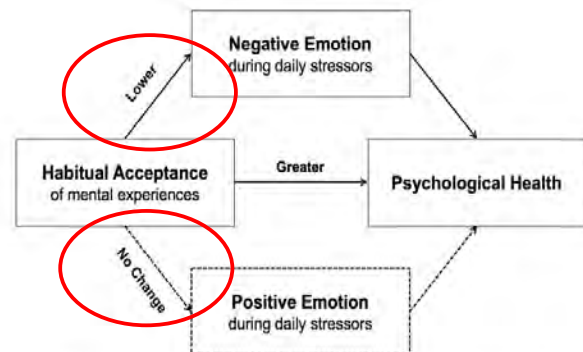 Negative Emotion
during daily stressors
Lower
Habitual Acceptance
of mental experiences
Greater
Psychological Health
No Change
Positive Emotion
during daily stressors